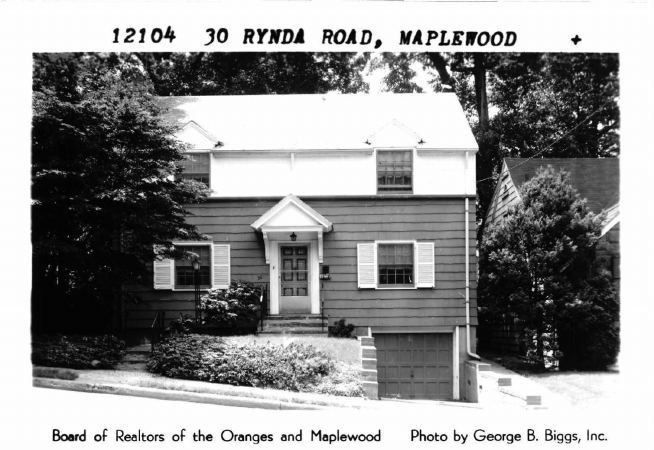 12104 30 RYNDA ROAD, MAPLEWOOD +
Board of Realtors of the Oranges and Maplewood Photo by George B. Biggs, Inc.